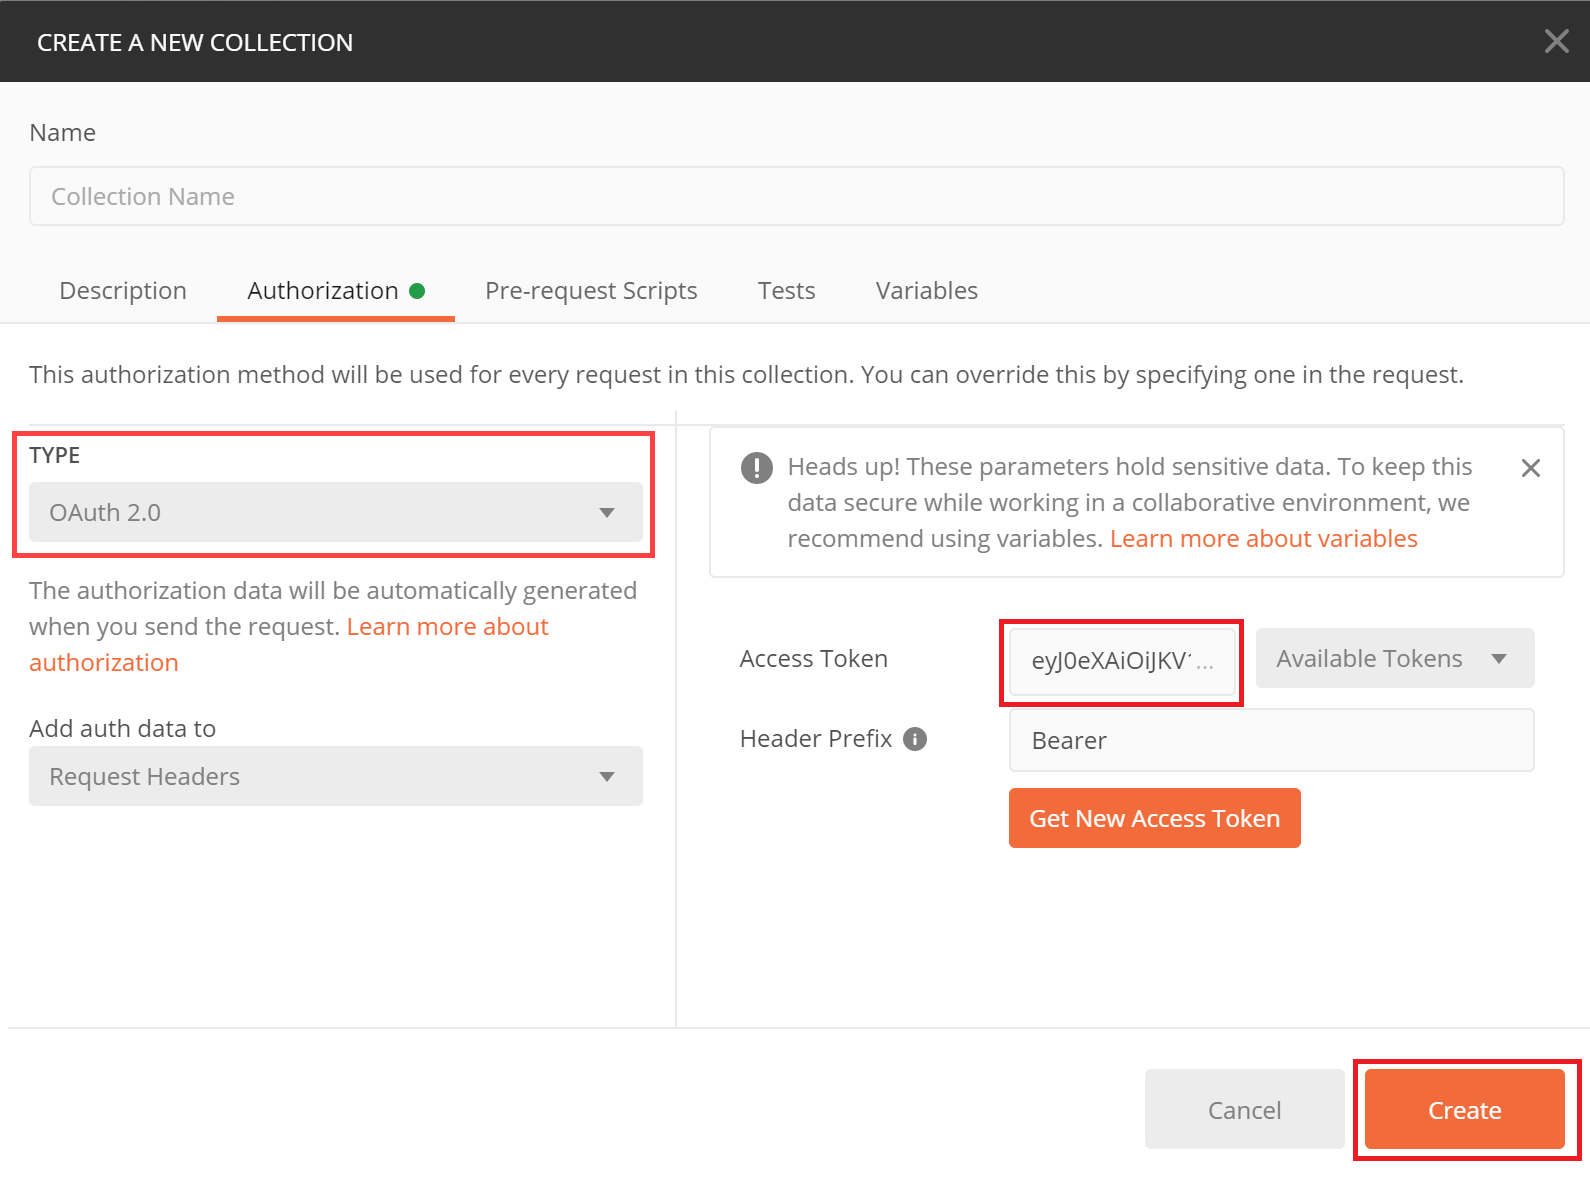 CREATE A NEW COLLECTION
Name
Collection Name
Description Authorization Pre-request Scripts Tests Variables
This authorization method will be used for every request in this collection. You can override this by specifying one in the request.
TYPE
OAuth 2.0
The authorization data will be automatically generated
when you send the request. Learn more about
authorization
Add auth data to
Request Headers
Heads up! These parameters hold sensitive data. To keep this
data secure while working in a collaborative environment, we
recommend using variables. Learn more about variables
Access Token eyJ0eXAiOiJKV... Available Tokens
Header Prefix Bearer
Get New Access Token
Cancel Create